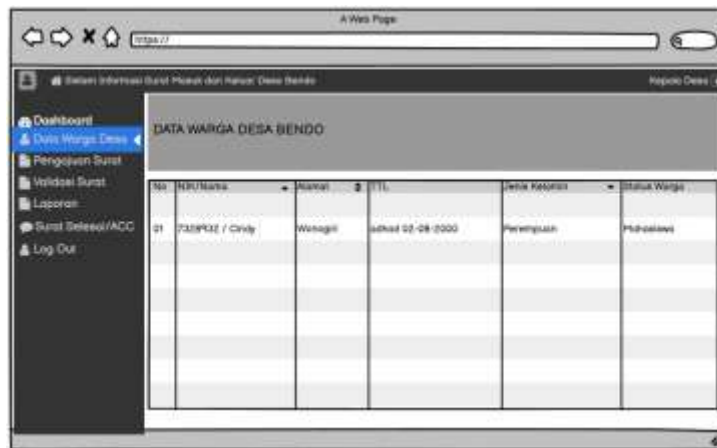 A Web Page
https://
Sistem Informasi Surat Masuk dan Keluar Desa Bendo
Kepala Desa
Dashboard
Data Warga Desa
Pengajuan Surat
Validasi Surat
Laporan
Surat Selesai/ACC
Log Out
DATA WARGA DESA BENDO
No NIK/Nama Alamat TTL Jenis Kelamin Status Warga
01 7328932 / Cindy Wonogiri 02-08-2000 Perempuan Mahasiswa